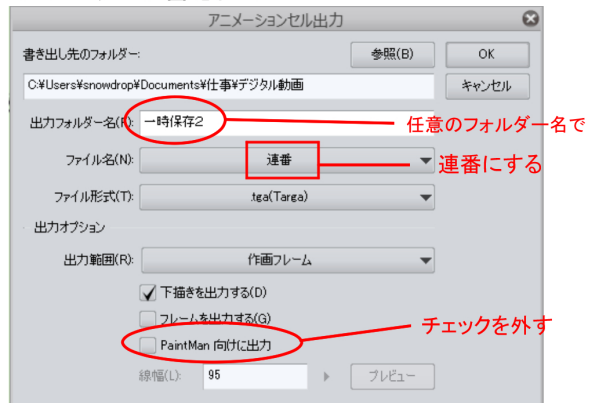 アニメーションセル出力
書き出し先のフォルダー:
参照(B)
OK
C:¥Users¥snowdrop¥Documents¥仕事¥デジタル動画
キャンセル
出力フォルダー名(F): 一時保存2
任意のフォルダー名で
ファイル名(N): 連番
連番にする
ファイル形式(T): .tga(Targa)
出力オプション
出力範囲(R): 作画フレーム
下描きを出力する(D)
フレームを出力する(G)
チェックを外す
PaintMan 向けに出力
線幅(L): 95 プレビュー